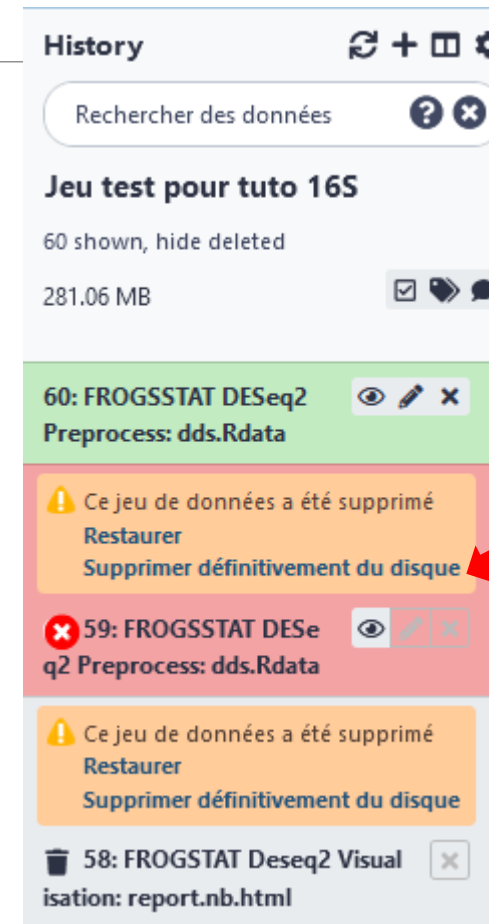 History
Rechercher des données
Jeu test pour tuto 16S
60 shown, hide deleted
281.06 MB
60: FROGSSTAT DESeq2
Preprocess: dds.Rdata
Ce jeu de données a été supprimé
Restaurer
Supprimer définitivement du disque
59: FROGSSTAT DESe
q2 Preprocess: dds.Rdata
Ce jeu de données a été supprimé
Restaurer
Supprimer définitivement du disque
58: FROGSTAT Deseq2 Visual
isation: report.nb.html